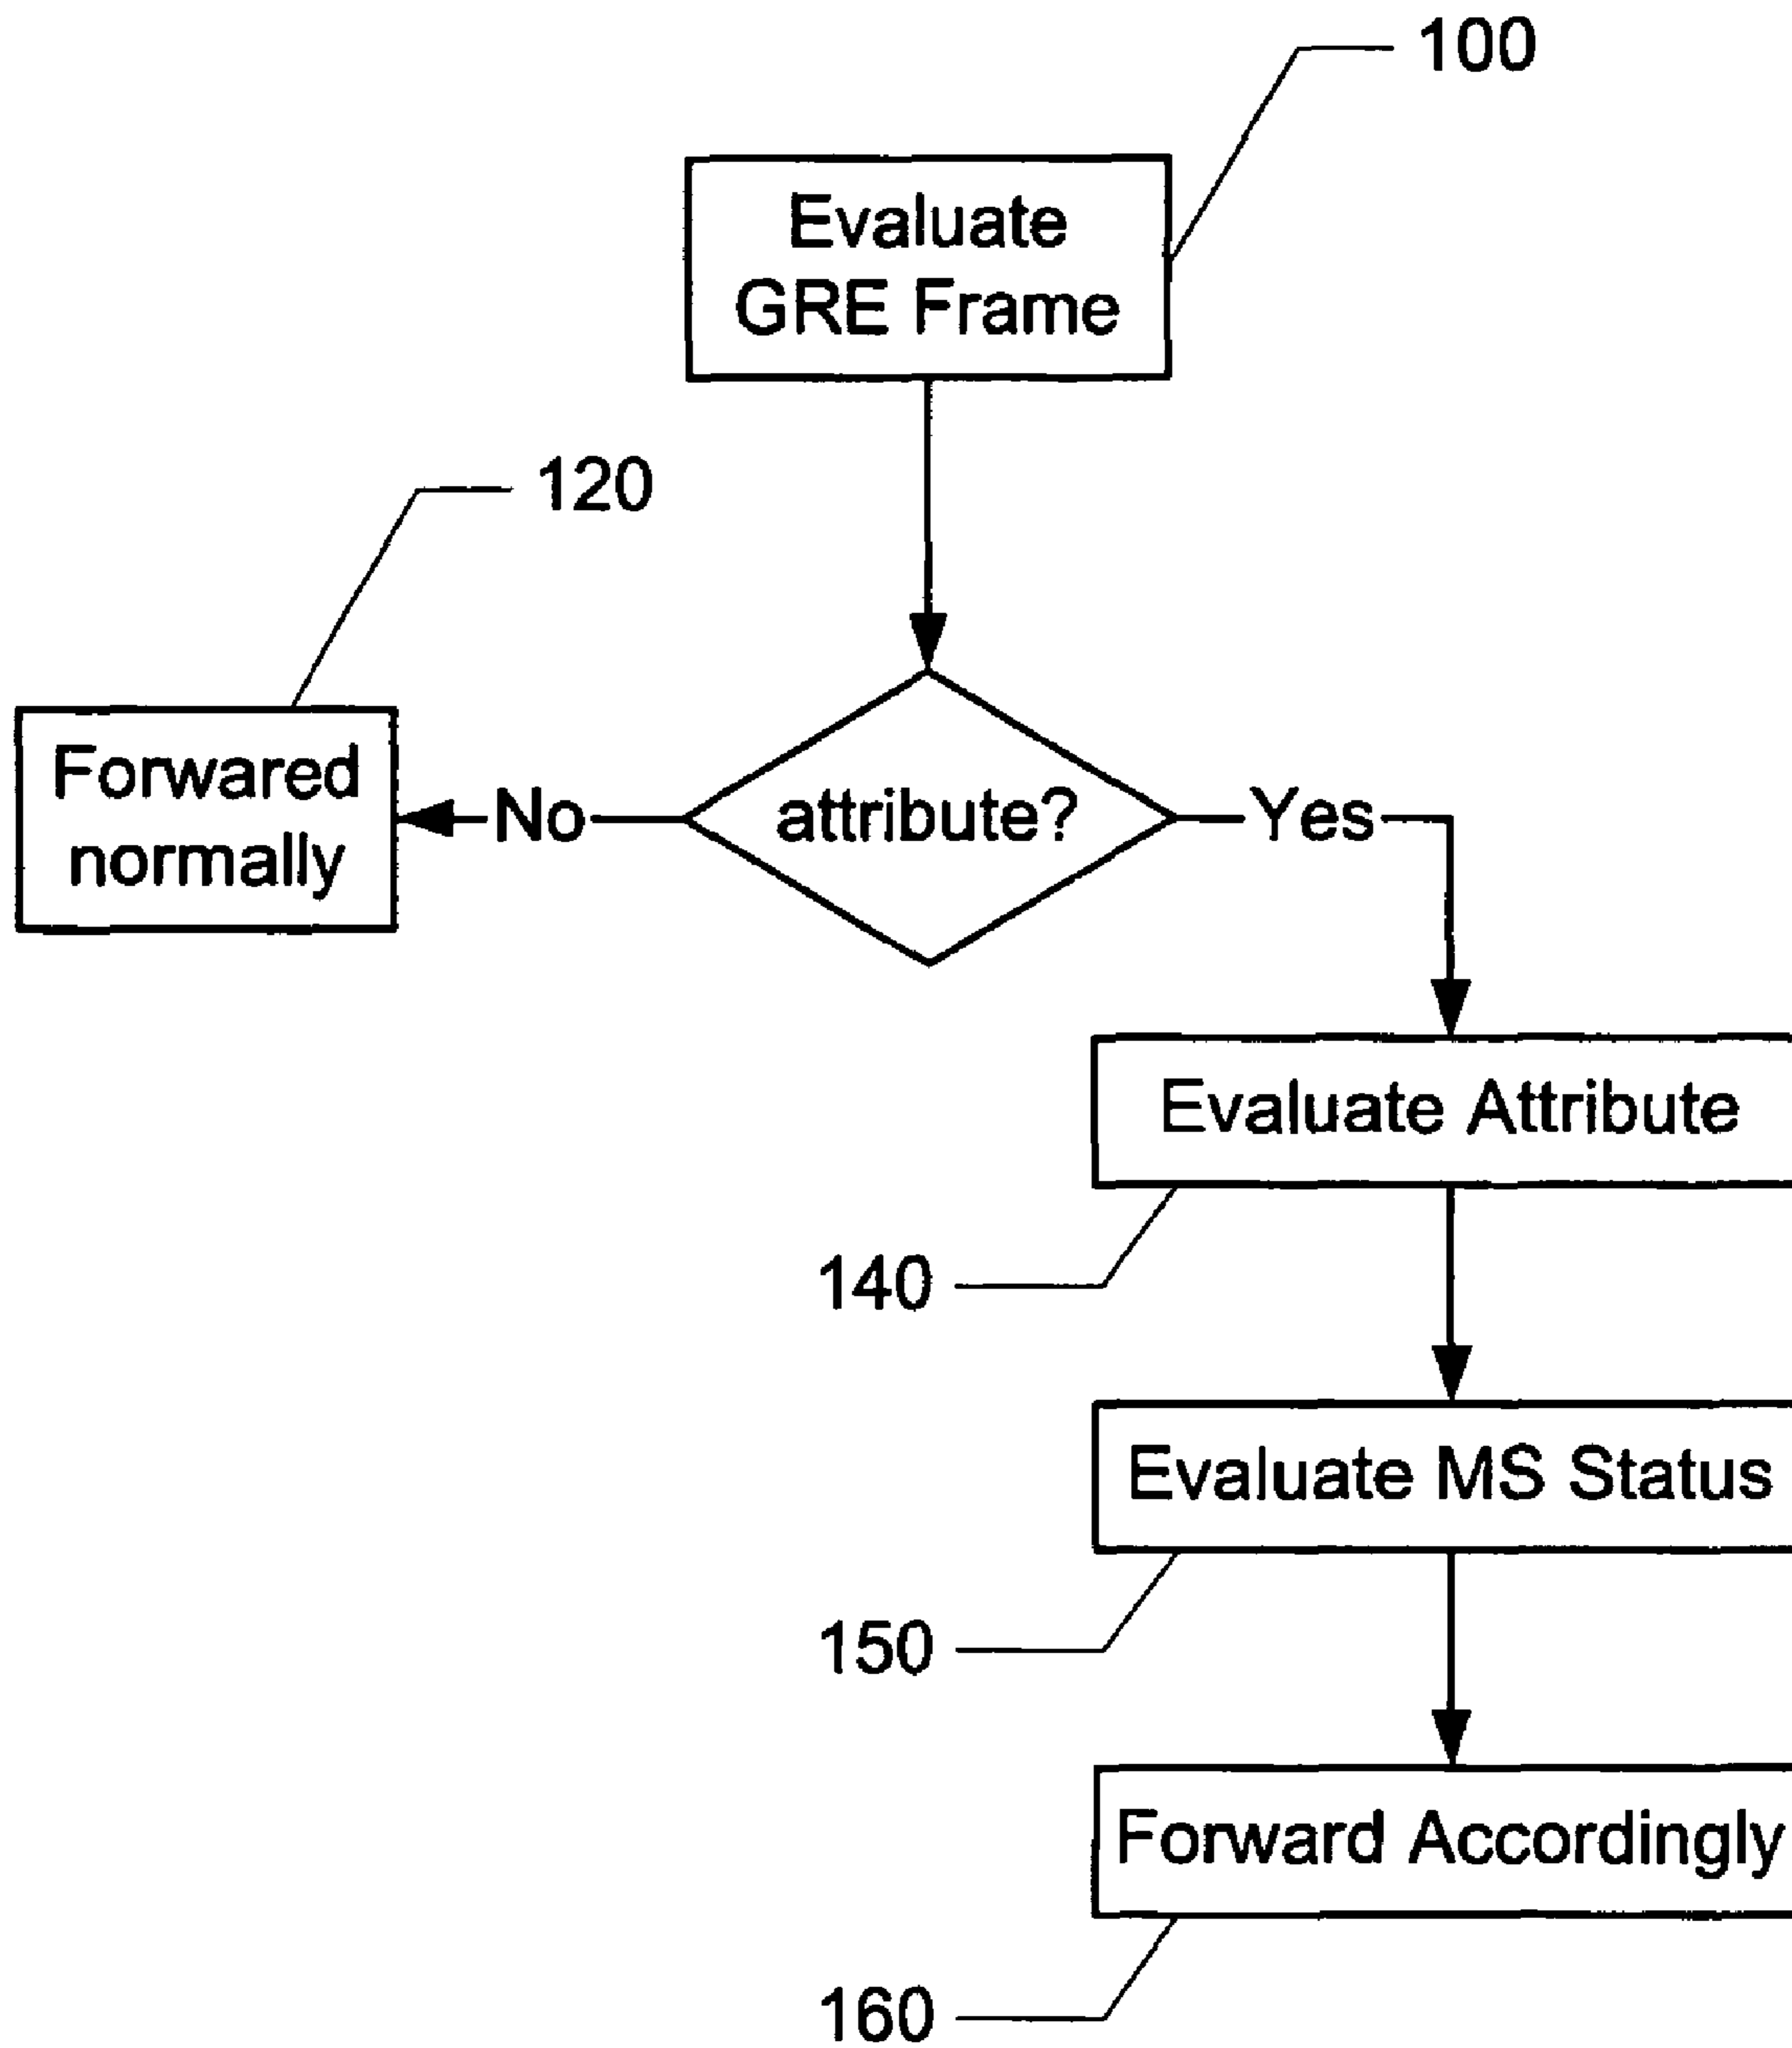 100
Evaluate
GRE Frame
120
Forwared
normally
No
attribute?
Yes
Evaluate Attribute
140
Evaluate MS Status
150
Forward Accordingly
160